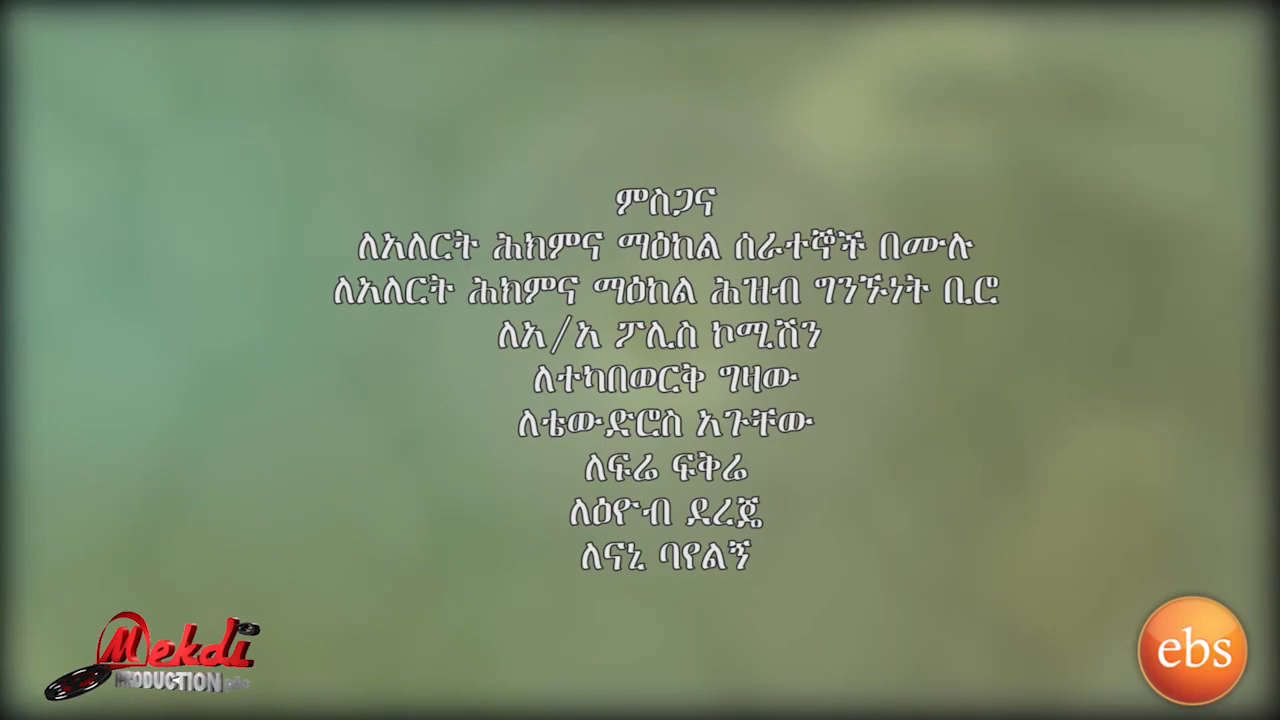 ምስጋና
ለአለርት ሕክምና ማዕከል ሰራተኞች በሙሉ
ለአለርት ሕክምና ማዕከል ሕዝብ ግንኙነት ቢሮ
ለአ/አ ፖሊስ ኮሚሽን
ለተካበወርቅ ግዛው
ለቴውድሮስ አጉቸው
ለፍሬ ፍቅሬ
ለዕዮብ ደረጄ
ለናኒ ባየልኝ
Mekdi
PRODUCTION plc
ebs